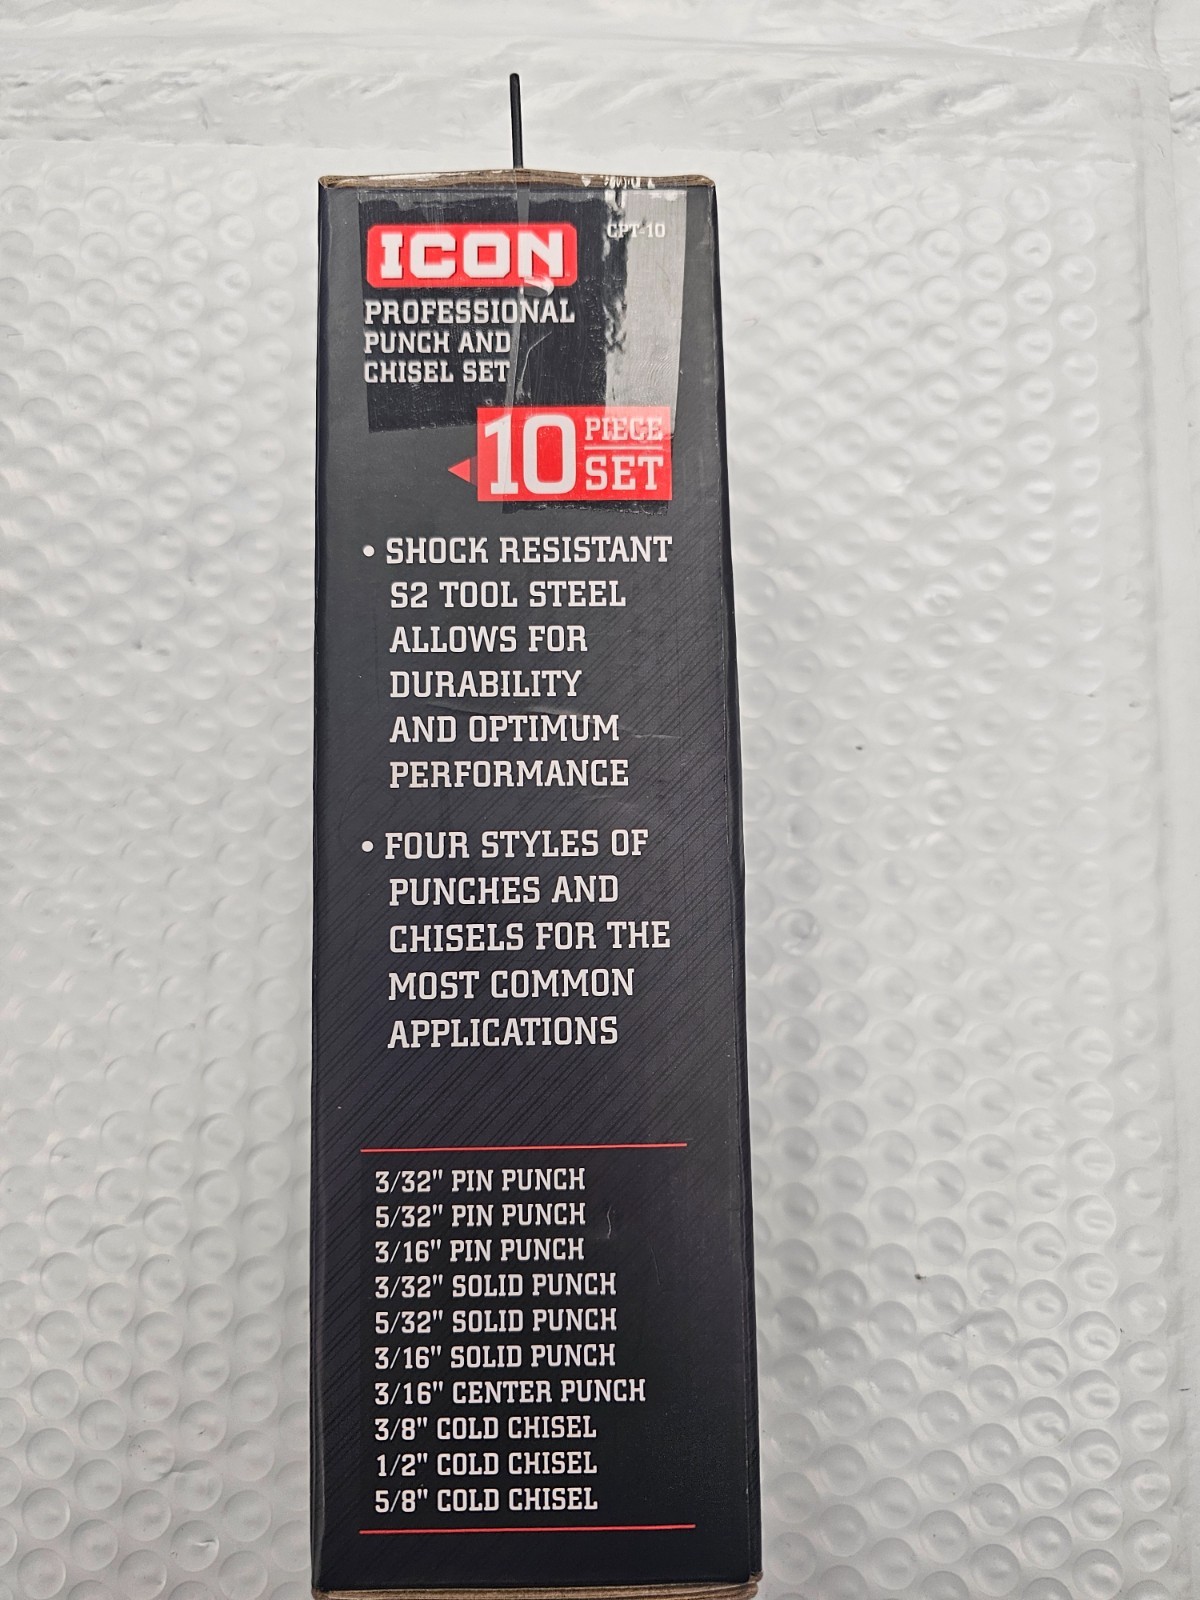 ICON
CPT-10
PROFESSIONAL
PUNCH AND
CHISEL SET
10 PIECE
SET
• SHOCK RESISTANT
S2 TOOL STEEL
ALLOWS FOR
DURABILITY
AND OPTIMUM
PERFORMANCE
• FOUR STYLES OF
PUNCHES AND
CHISELS FOR THE
MOST COMMON
APPLICATIONS
3/32" PIN PUNCH
5/32" PIN PUNCH
3/16" PIN PUNCH
3/32" SOLID PUNCH
5/32" SOLID PUNCH
3/16" SOLID PUNCH
3/16" CENTER PUNCH
3/8" COLD CHISEL
1/2" COLD CHISEL
5/8" COLD CHISEL